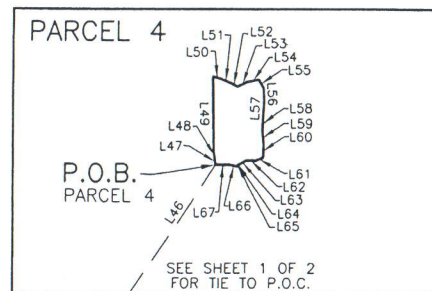 PARCEL 4
L51
L52
L53
L50
L54
L55
L56
L49
L57
L58
L59
L48
L60
L47
P.O.B.
PARCEL 4
L61
L62
L46
L63
L67
L66
L64
L65
SEE SHEET 1 OF 2
FOR TIE TO P.O.C.